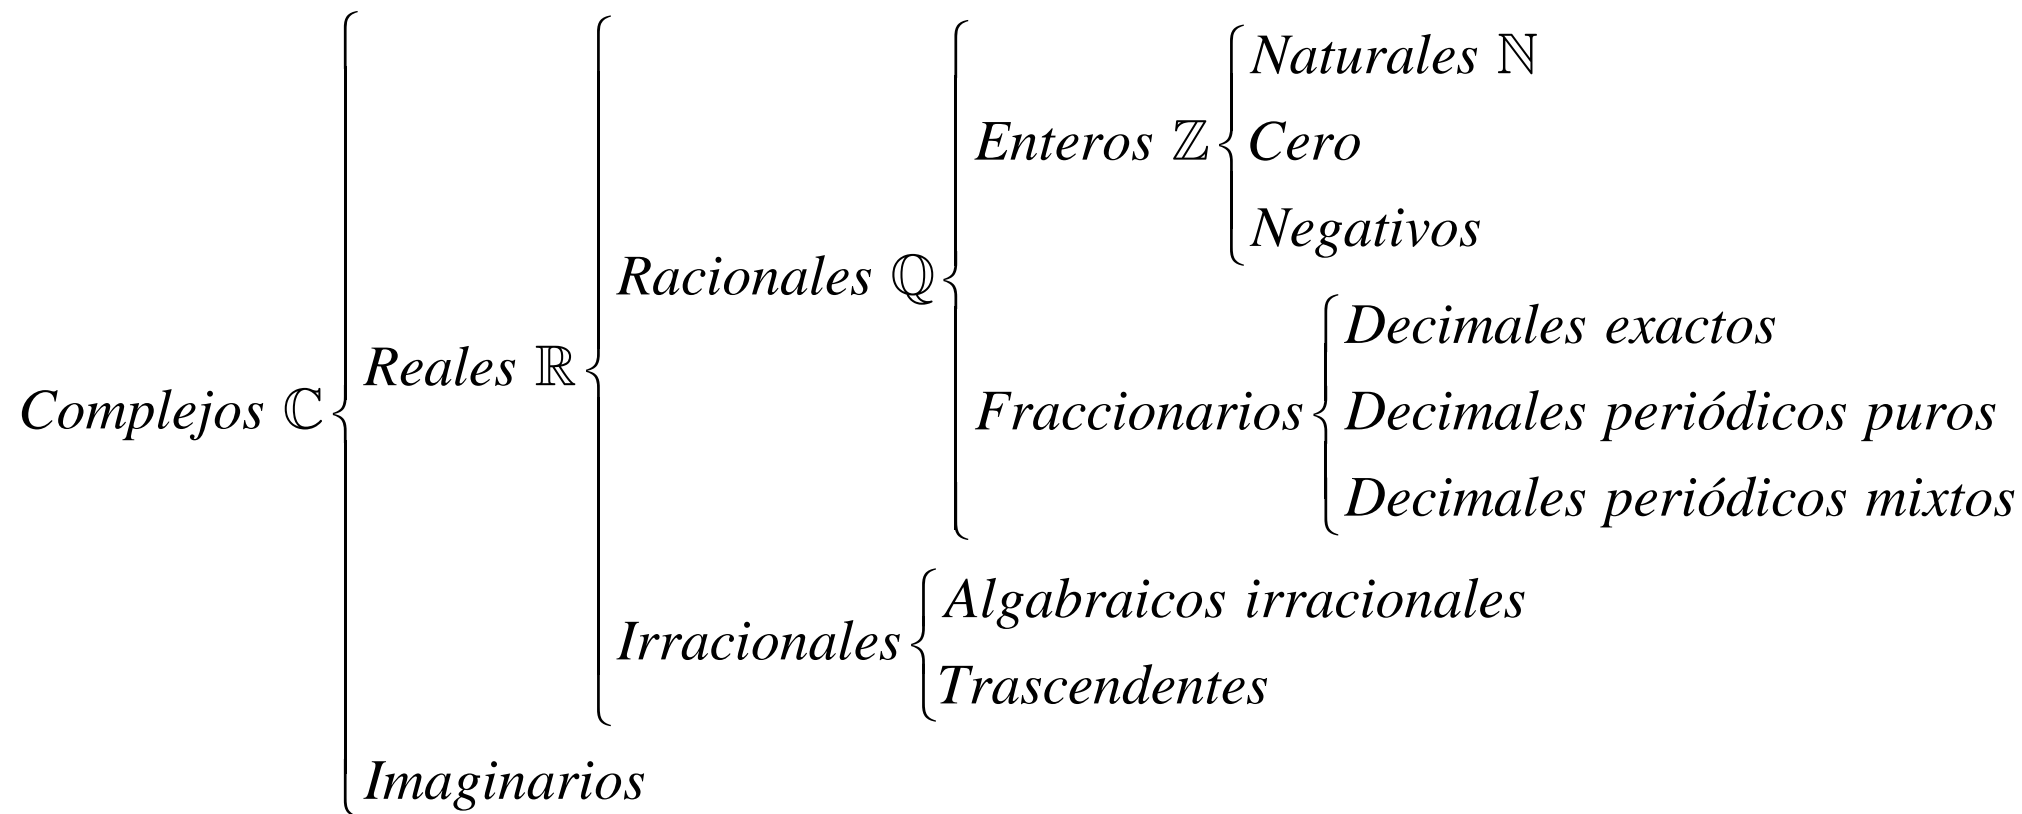 Naturales ℕ
Enteros ℤ
Cero
Negativos
Racionales ℚ
Decimales exactos
Reales ℝ
Complejos ℂ
Fraccionarios
Decimales periódicos puros
Decimales periódicos mixtos
Algabraicos irracionales
Irracionales
Trascendentes
Imaginarios